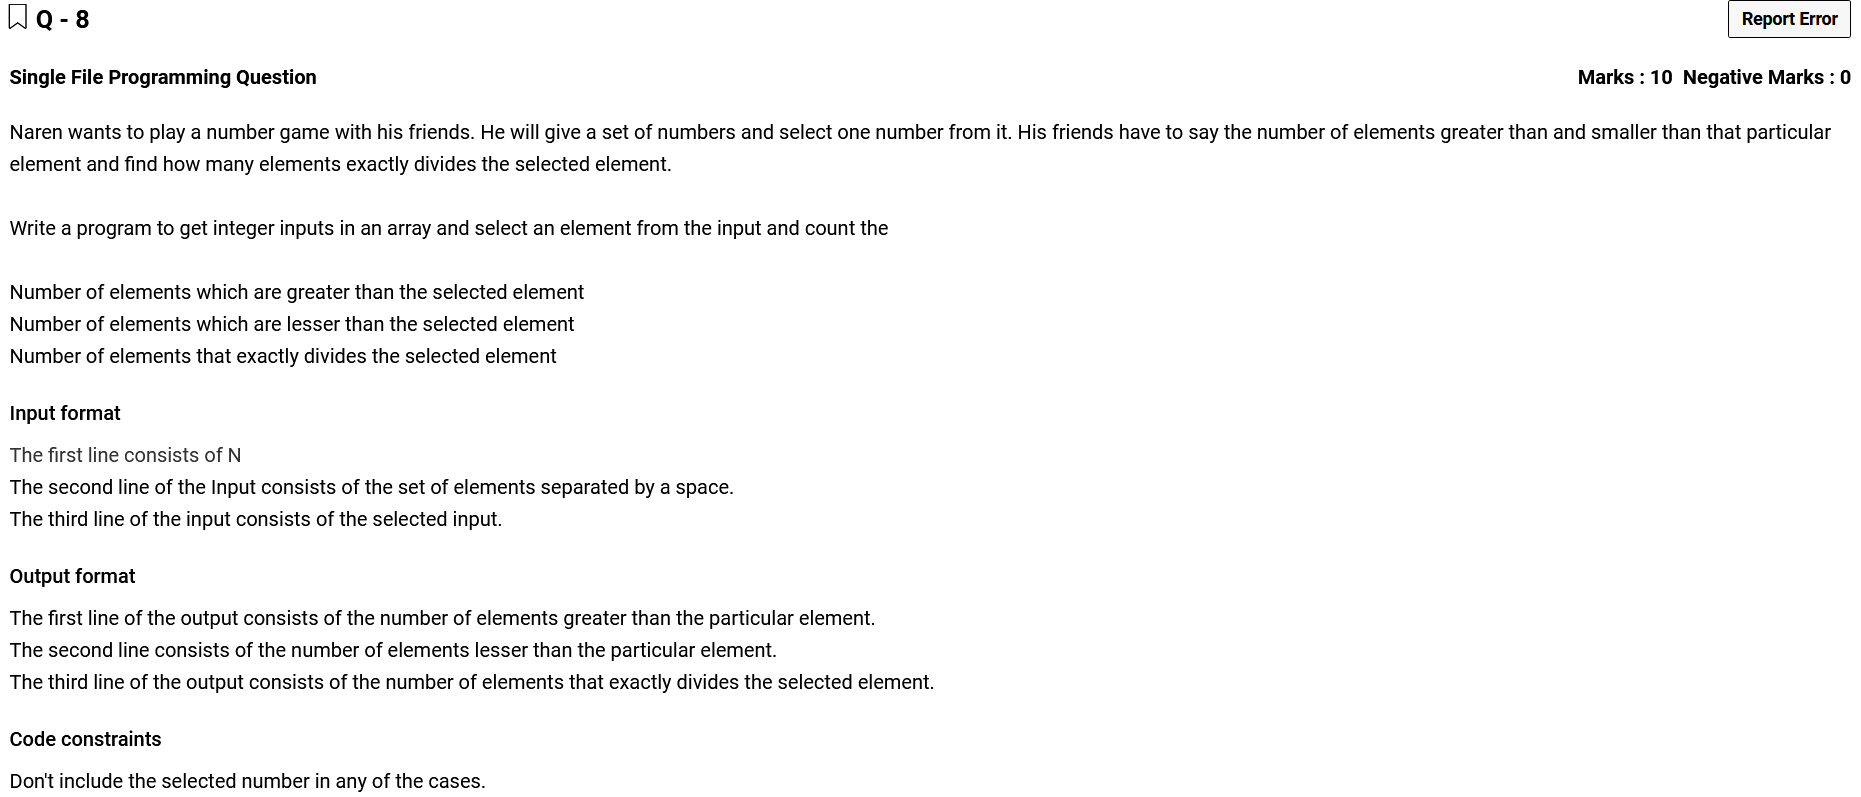 Q - 8
Report Error
Single File Programming Question
Marks : 10 Negative Marks : 0
Naren wants to play a number game with his friends. He will give a set of numbers and select one number from it. His friends have to say the number of elements greater than and smaller than that particular
element and find how many elements exactly divides the selected element.
Write a program to get integer inputs in an array and select an element from the input and count the
Number of elements which are greater than the selected element
Number of elements which are lesser than the selected element
Number of elements that exactly divides the selected element
Input format
The first line consists of N
The second line of the Input consists of the set of elements separated by a space.
The third line of the input consists of the selected input.
Output format
The first line of the output consists of the number of elements greater than the particular element.
The second line consists of the number of elements lesser than the particular element.
The third line of the output consists of the number of elements that exactly divides the selected element.
Code constraints
Don't include the selected number in any of the cases.